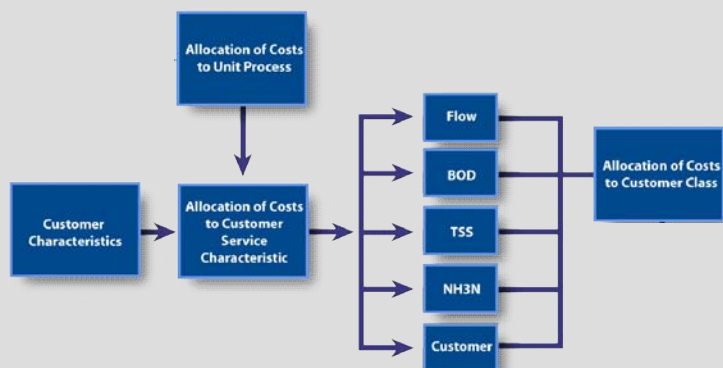 Allocation of Costs
to Unit Process
Flow
BOD
Allocation of Costs
to Customer Class
Customer
Characteristics
Allocation of Costs
to Customer
Service
Characteristic
TSS
NH3N
Customer